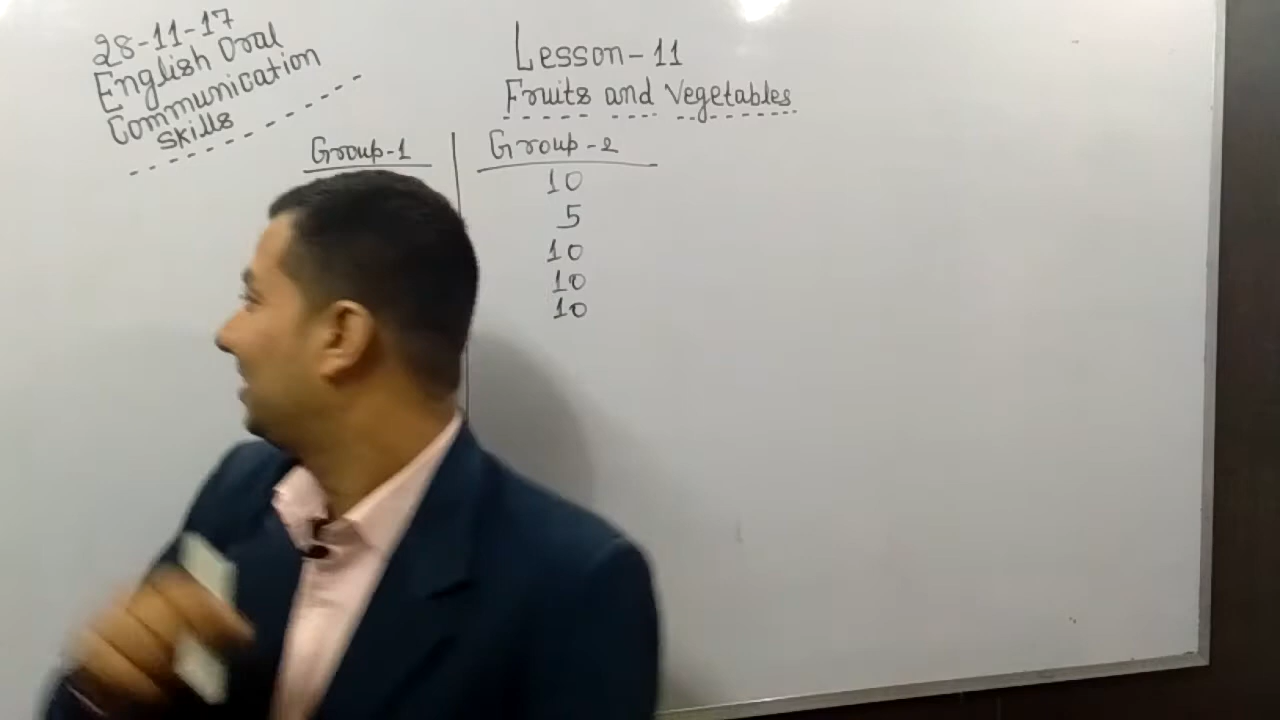 28-11-17
English Oral
Communication
Skills
Lesson-11
Fruits and Vegetables
Group-1
Group-2
10
5
10
10
10